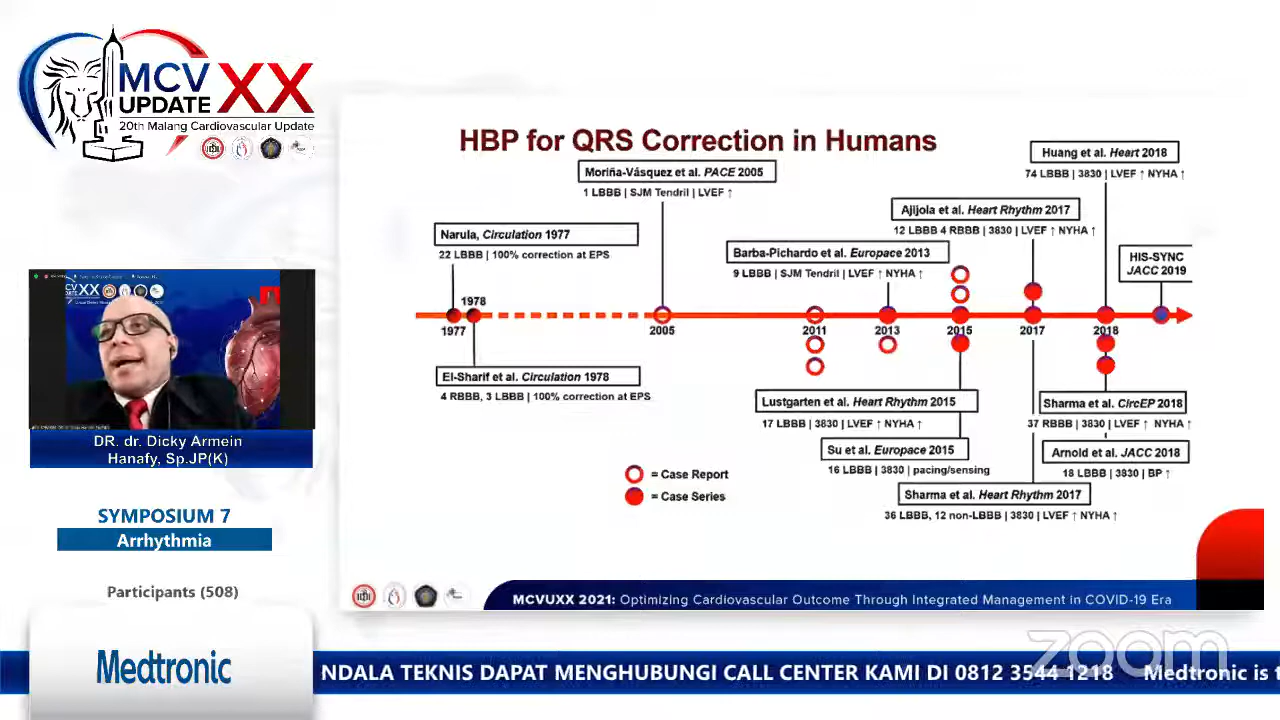 MCV
UPDATE
XX
20th Malang Cardiovascular Update
DR. dr. Dicky Armein
Hanafy, Sp.JP(K)
SYMPOSIUM 7
Arrhythmia
Participants (508)
Medtronic
HBP for QRS Correction in Humans
Moriña-Vásquez et al. PACE 2005
1 LBBB | SJM Tendril | LVEF ↑
Huang et al. Heart 2018
74 LBBB | 3830 | LVEF ↑ NYHA ↑
Narula, Circulation 1977
22 LBBB | 100% correction at EPS
Ajijola et al. Heart Rhythm 2017
12 LBBB 4 RBBB | 3830 | LVEF ↑ NYHA ↑
Barba-Pichardo et al. Europace 2013
9 LBBB | SJM Tendril | LVEF ↑ NYHA ↑
HIS-SYNC
JACC 2019
1978
1977
2005
2011
2013
2015
2017
2018
El-Sharif et al. Circulation 1978
4 RBBB, 3 LBBB | 100% correction at EPS
Lustgarten et al. Heart Rhythm 2015
17 LBBB | 3830 | LVEF ↑ NYHA ↑
Sharma et al. CircEP 2018
37 RBBB | 3830 | LVEF ↑ NYHA ↑
Su et al. Europace 2015
16 LBBB | 3830 | pacing/sensing
Arnold et al. JACC 2018
18 LBBB | 3830 | BP ↑
Sharma et al. Heart Rhythm 2017
36 LBBB, 12 non-LBBB | 3830 | LVEF ↑ NYHA ↑
= Case Report
= Case Series
MCVUXX 2021: Optimizing Cardiovascular Outcome Through Integrated Management in COVID-19 Era
zoom
NDALA TEKNIS DAPAT MENGHUBUNGI CALL CENTER KAMI DI 0812 3544 1218 Medtronic is t